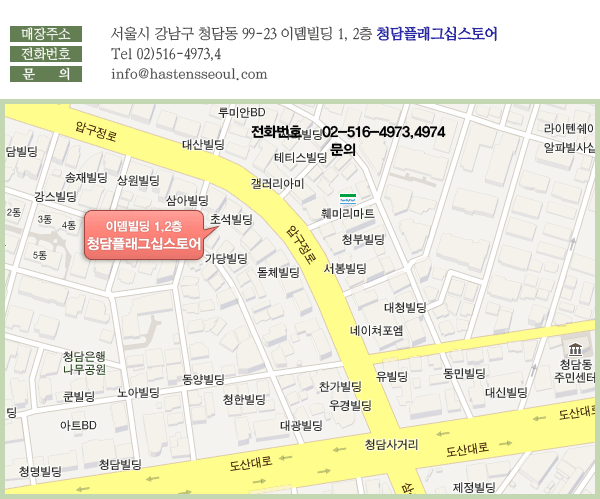 매장주소 서울시 강남구 청담동 99-23 이뎀빌딩 1, 2층 청담플래그십스토어
전화번호 Tel 02)516-4973,4
문 의 info@hastensseoul.com
루미안BD
압구정로
전화번호 02-516-4973,4974
문의
라이텐쉐이
알파빌사십
대산빌딩
담빌딩
테티스빌딩
송재빌딩
상원빌딩
갤러리아미
강스빌딩
삼아빌딩
2동
3동
4동
초석빌딩
훼미리마트
이뎀빌딩 1,2층
청담플래그십스토어
압구정로
청부빌딩
5동
가당빌딩
돌체빌딩
서봉빌딩
대청빌딩
네이쳐포엠
청담은행
나무공원
청담동
주민센터
동양빌딩
찬가빌딩
유빌딩
동민빌딩
쿤빌딩
노아빌딩
청한빌딩
우경빌딩
대신빌딩
딩
아트BD
대광빌딩
도산대로
청담사거리
도산대로
청담빌딩
도산대로
청명빌딩
제정빌딩